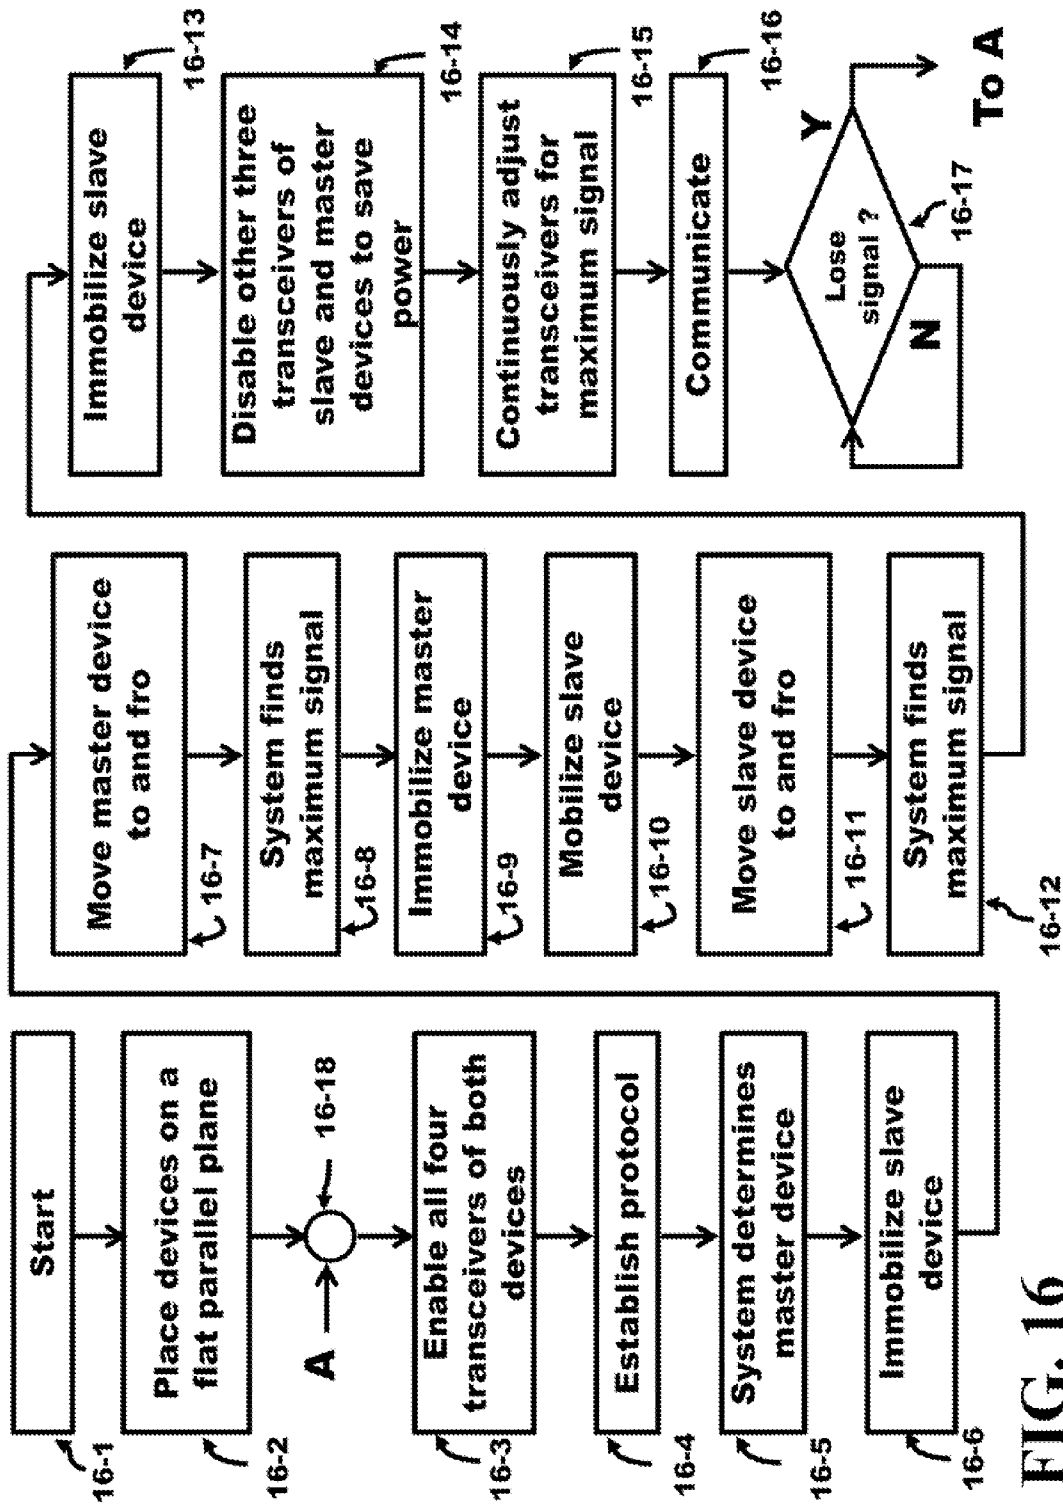 Start
16-1
Place devices on a
flat parallel plane
16-2
A
16-18
Enable all four
transceivers of both
devices
16-3
Establish protocol
16-4
System determines
master device
16-5
Immobilize slave
device
16-6
Move master device
to and fro
16-7
System finds
maximum signal
16-8
Immobilize master
device
16-9
Mobilize slave
device
16-10
Move slave device
to and fro
16-11
System finds
maximum signal
16-12
Immobilize slave
device
16-13
Disable other three
transceivers of
slave and master
devices to save
power
16-14
Continuously adjust
transceivers for
maximum signal
16-15
Communicate
16-16
Lose
signal ?
16-17
Y
N
To A
FIG. 16